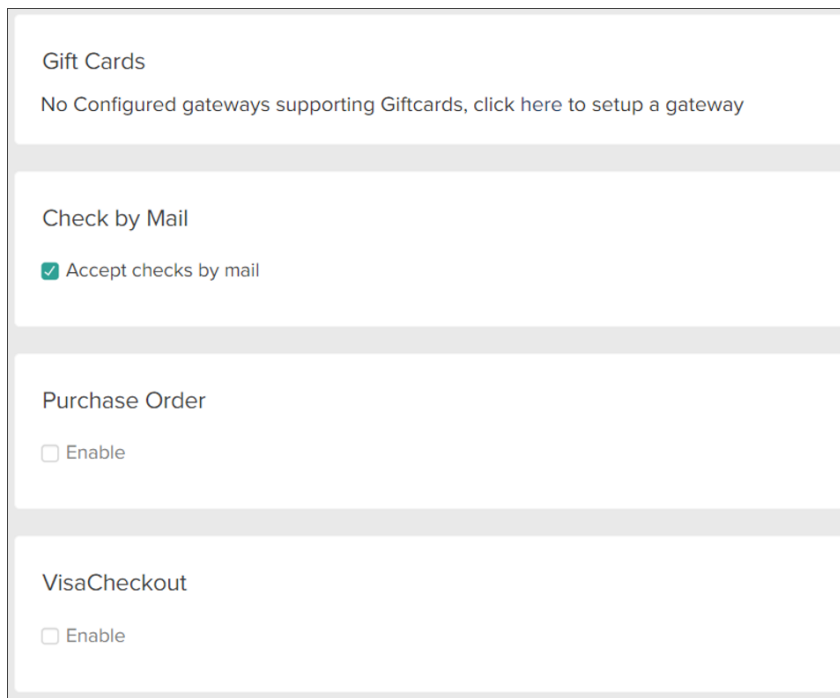 Gift Cards
No Configured gateways supporting Giftcards, click here to setup a gateway
Check by Mail
Accept checks by mail
Purchase Order
Enable
VisaCheckout
Enable